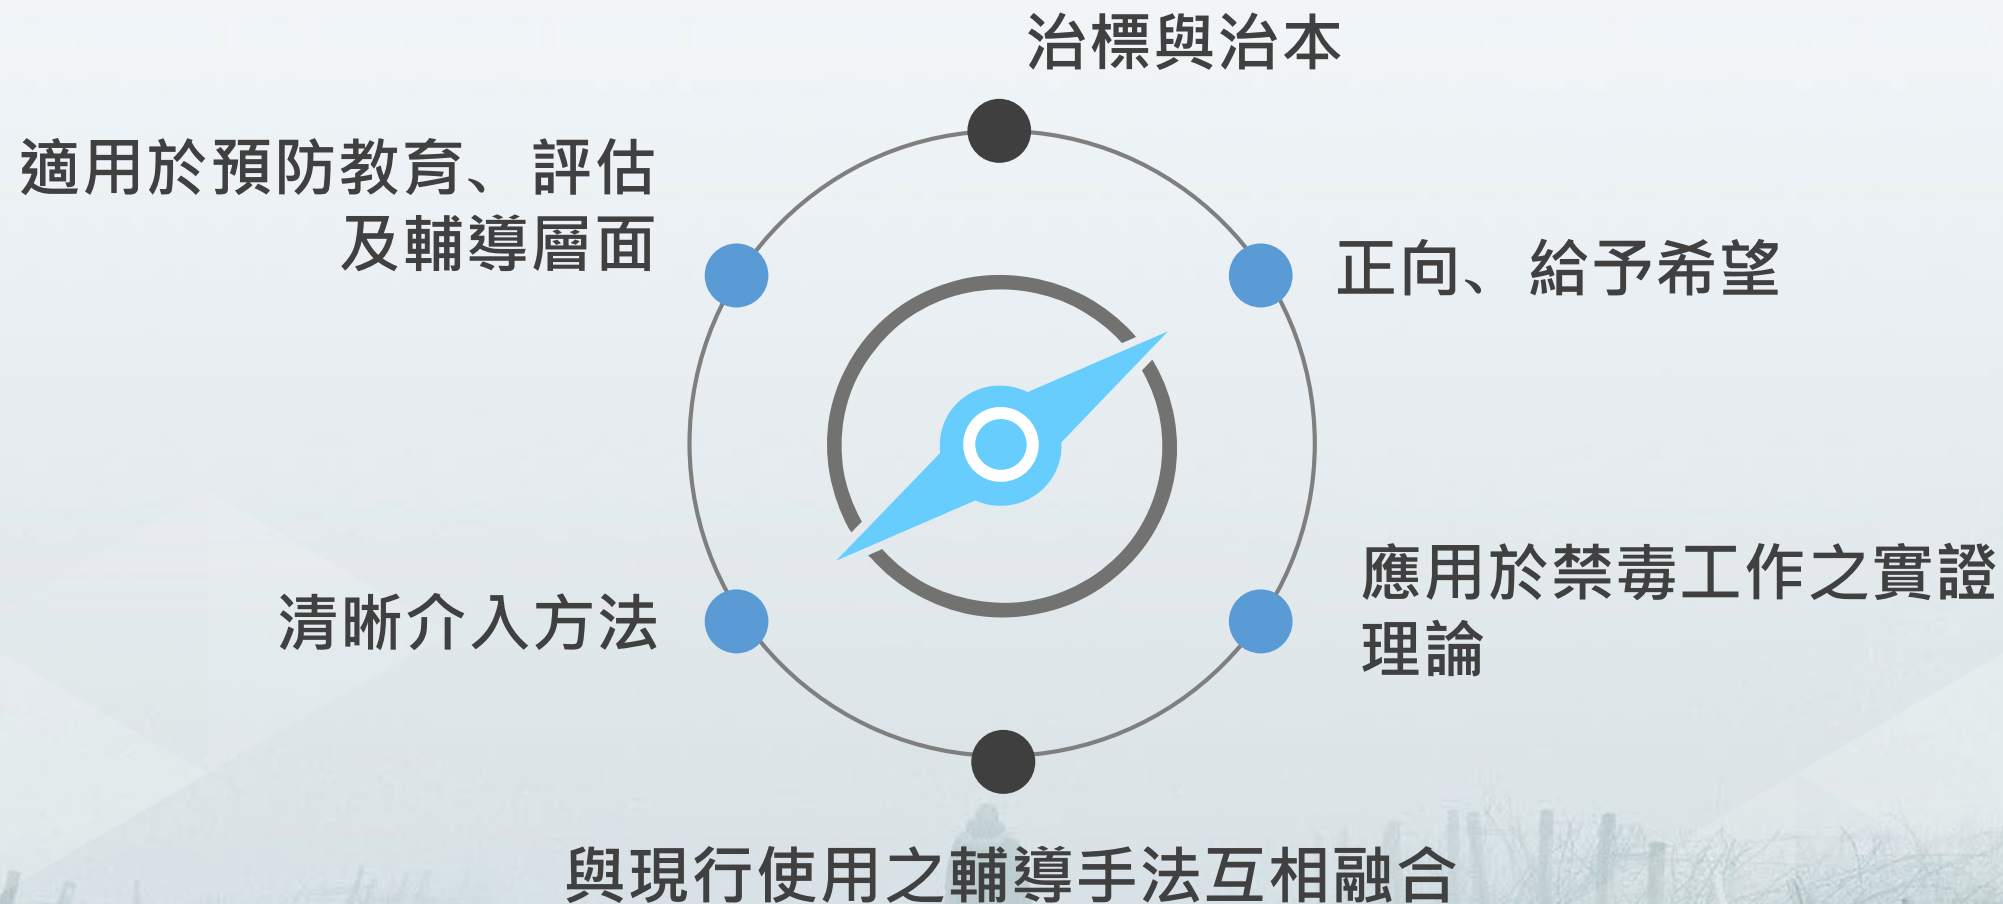 治標與治本
適用於預防教育、評估
及輔導層面
正向、給予希望
應用於禁毒工作之實證
理論
清晰介入方法
與現行使用之輔導手法互相融合